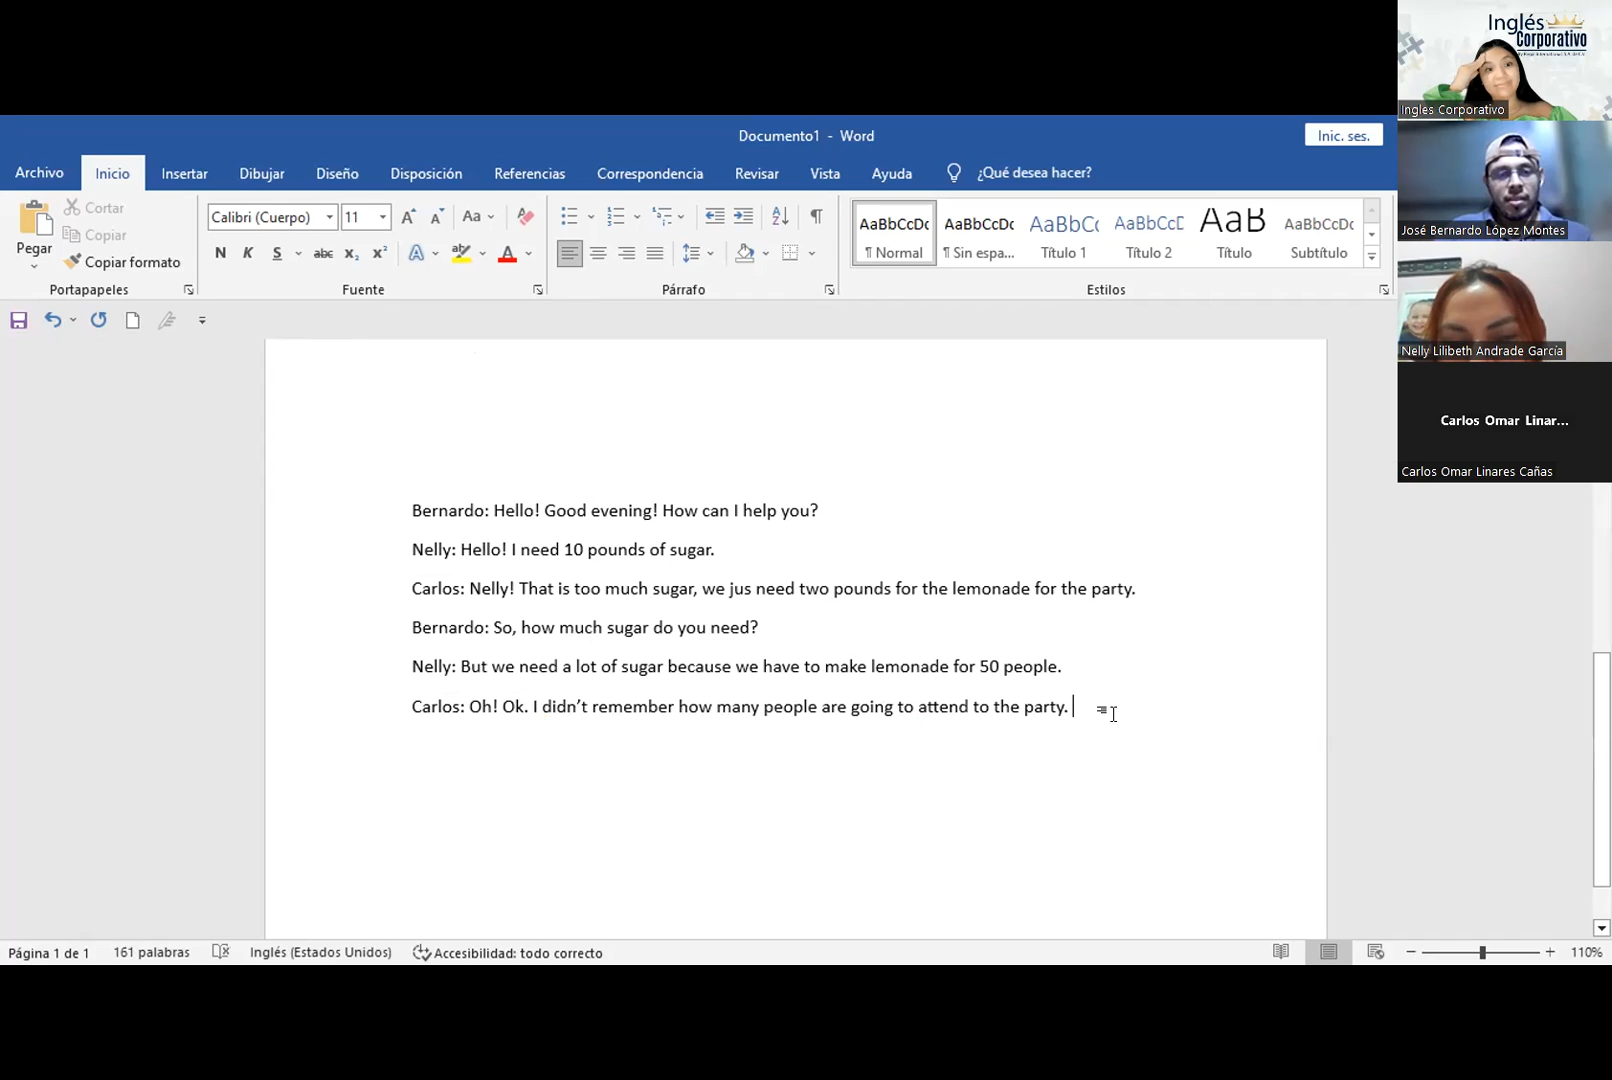 Inglés
Corporativo
Ingles Corporativo
Documento1 - Word
Inic. ses.
Archivo Inicio Insertar Dibujar Diseño Disposición Referencias Correspondencia Revisar Vista Ayuda ¿Qué desea hacer?
José Bernardo López Montes
Pegar
Cortar
Copiar
Copiar formato
Portapapeles
Calibri (Cuerpo) 11 Aa
N K S abc x₂ x² A A
Fuente
Párrafo
AaBbCcDc AaBbCcDc AaBbCc AaBbCcD AaB AaBbCcD
¶ Normal ¶ Sin espa... Título 1 Título 2 Título Subtítulo
Estilos
Nelly Lilibeth Andrade García
Carlos Omar Linar...
Carlos Omar Linares Cañas
Bernardo: Hello! Good evening! How can I help you?
Nelly: Hello! I need 10 pounds of sugar.
Carlos: Nelly! That is too much sugar, we jus need two pounds for the lemonade for the party.
Bernardo: So, how much sugar do you need?
Nelly: But we need a lot of sugar because we have to make lemonade for 50 people.
Carlos: Oh! Ok. I didn’t remember how many people are going to attend to the party.
Página 1 de 1 161 palabras Inglés (Estados Unidos) Accesibilidad: todo correcto 110%